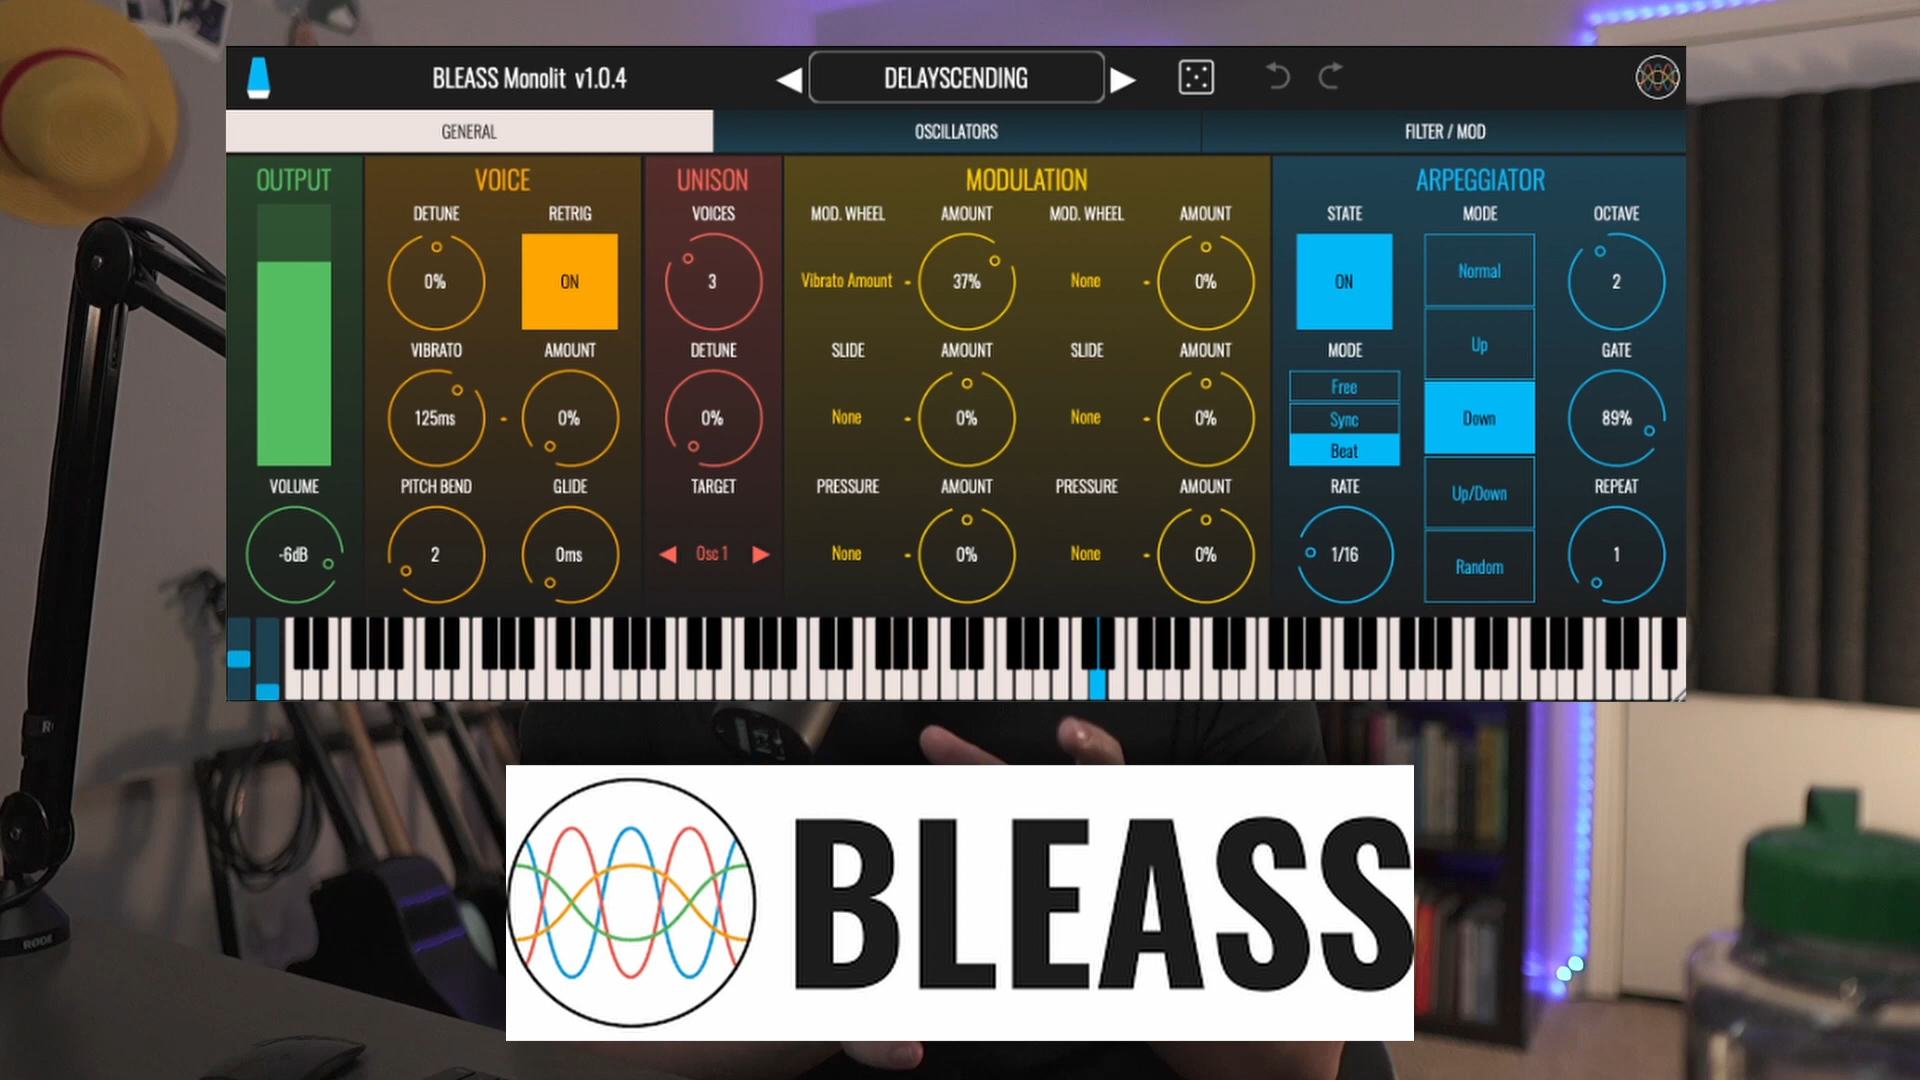 BLEASS Monolit v1.0.4
DELAYSCENDING
GENERAL
OSCILLATORS
FILTER / MOD
OUTPUT
VOLUME
-6dB
VOICE
DETUNE
RETRIG
0%
ON
VIBRATO
AMOUNT
125ms
0%
PITCH BEND
GLIDE
2
0ms
UNISON
VOICES
3
DETUNE
0%
TARGET
Osc 1
MODULATION
MOD. WHEEL
AMOUNT
MOD. WHEEL
AMOUNT
Vibrato Amount
37%
None
0%
SLIDE
AMOUNT
SLIDE
AMOUNT
None
0%
None
0%
PRESSURE
AMOUNT
PRESSURE
AMOUNT
None
0%
None
0%
ARPEGGIATOR
STATE
MODE
OCTAVE
ON
Normal
2
Up
MODE
GATE
Free
Sync
Beat
Down
89%
RATE
REPEAT
1/16
Up/Down
1
Random
BLEASS
RODE